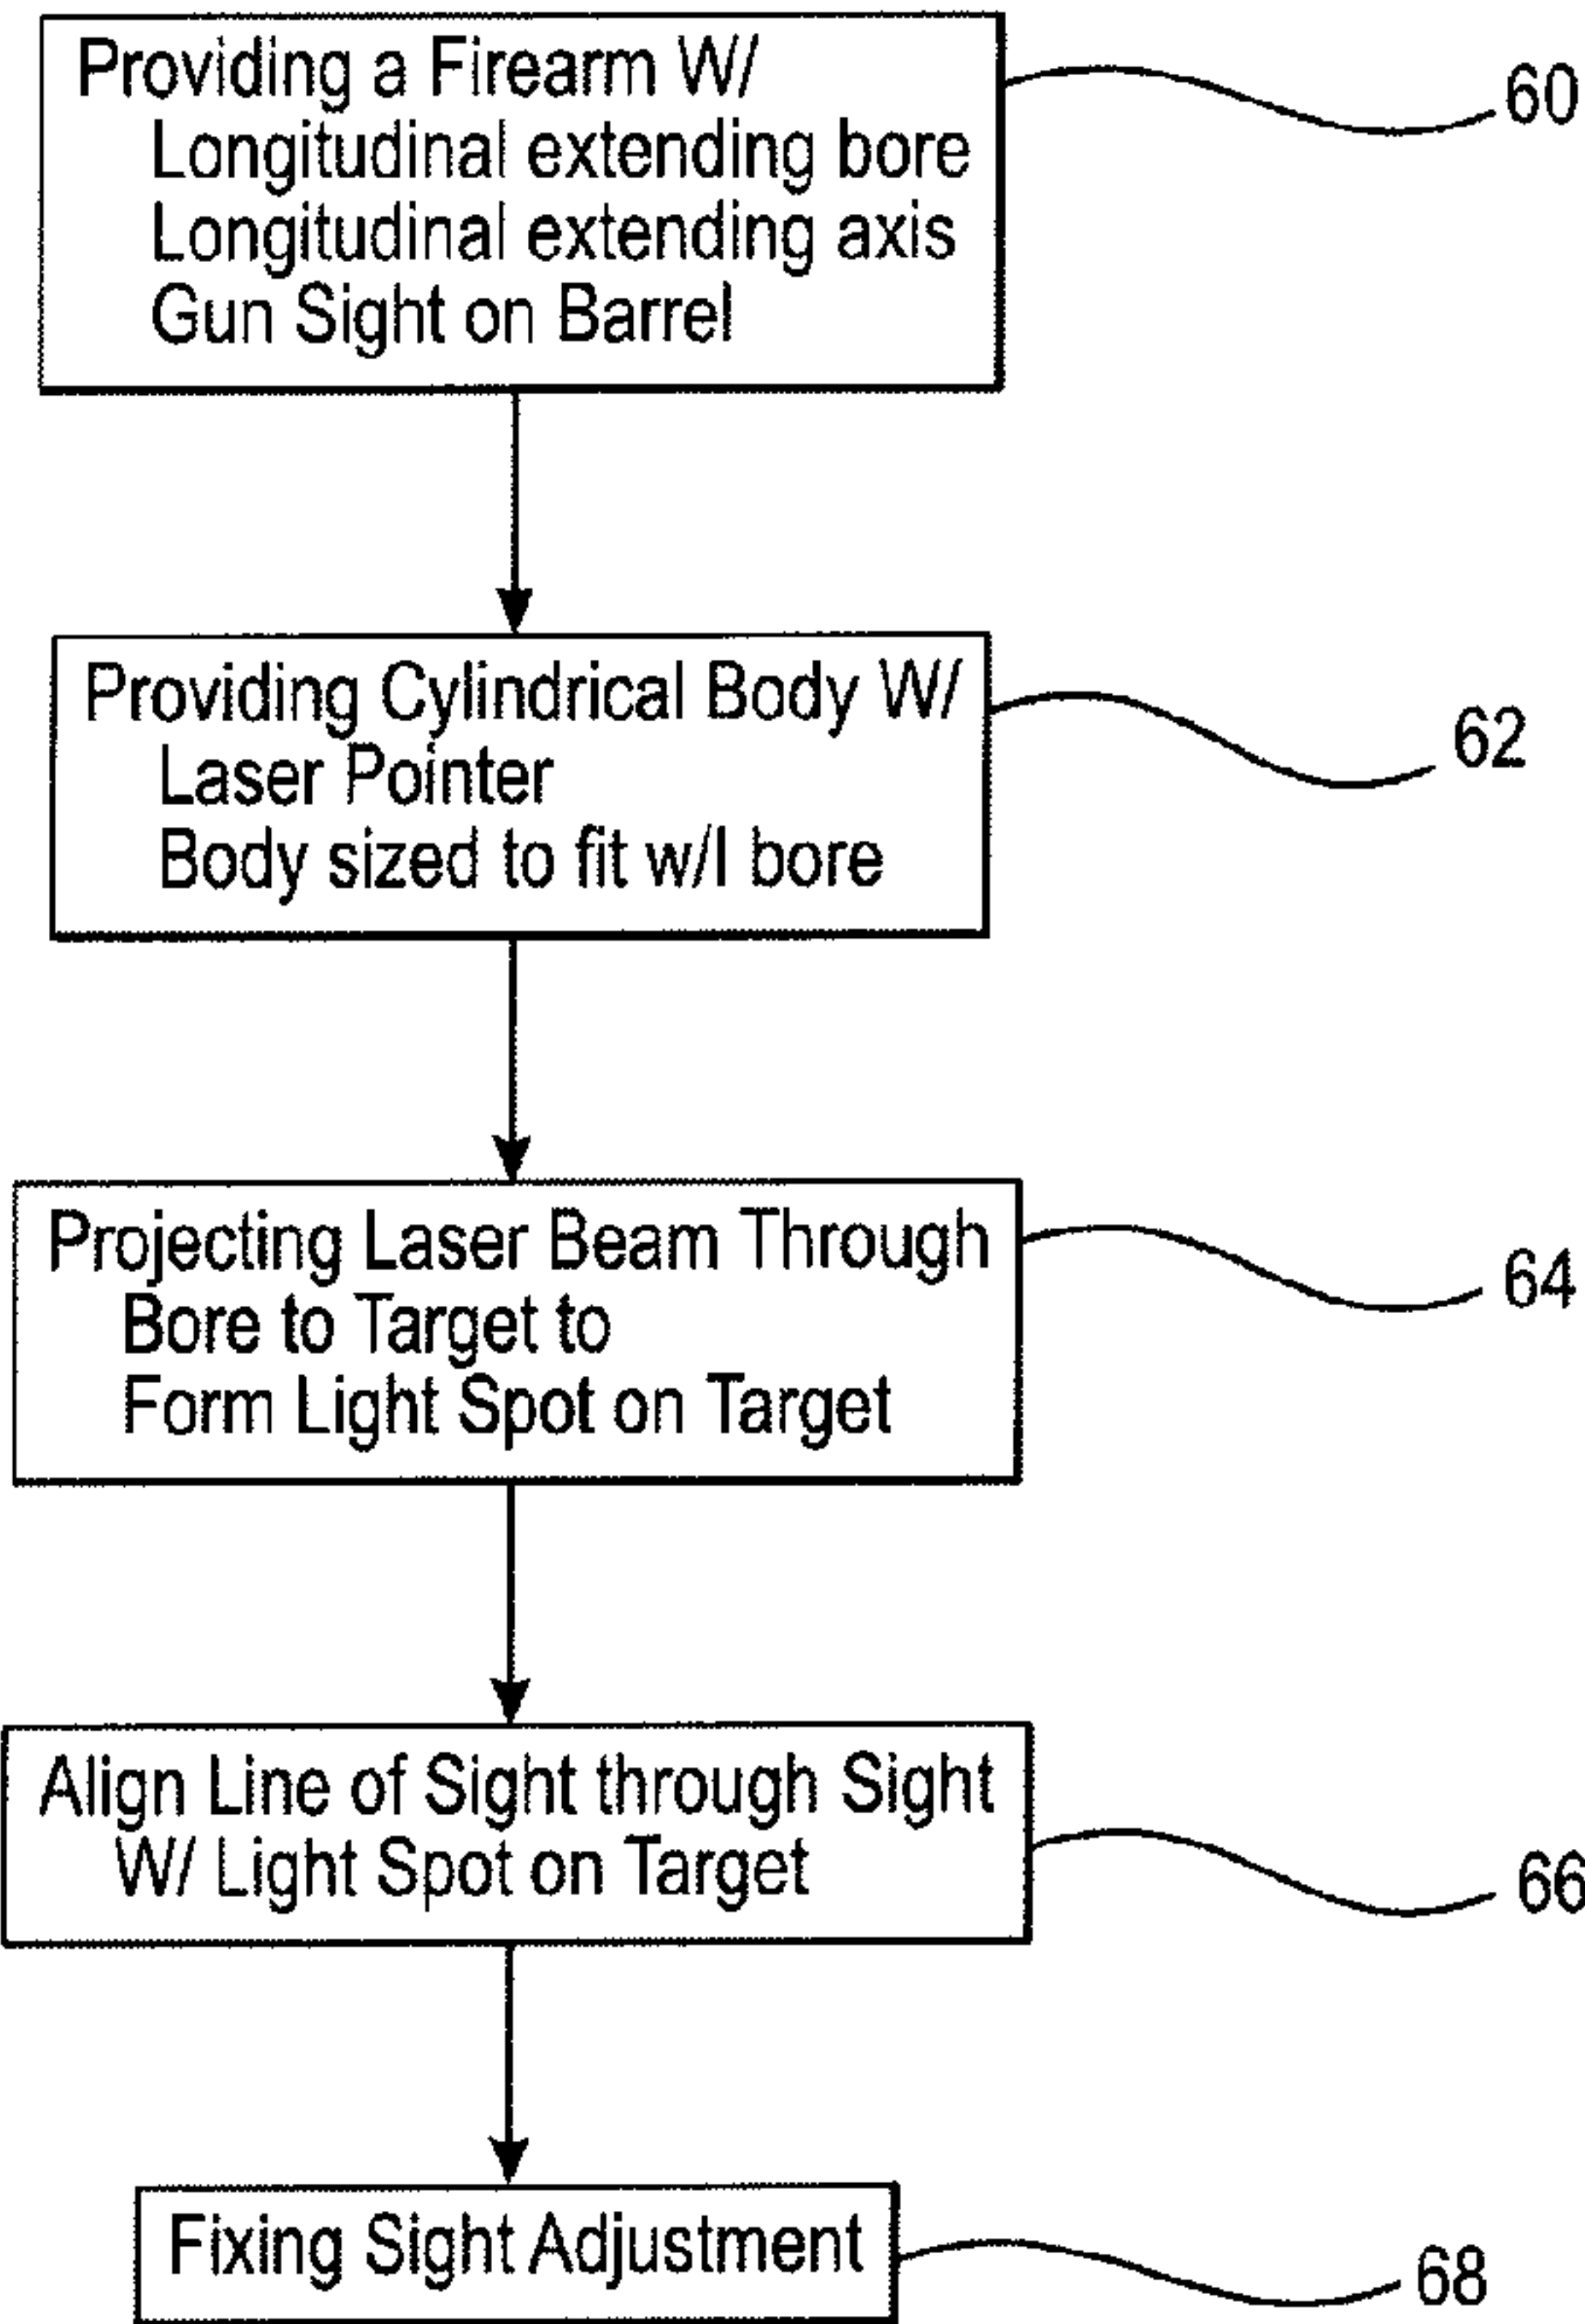 Providing a Firearm W/
Longitudinal extending bore
Longitudinal extending axis
Gun Sight on Barrel
60
Providing Cylindrical Body W/
Laser Pointer
Body sized to fit w/I bore
62
Projecting Laser Beam Through
Bore to Target to
Form Light Spot on Target
64
Align Line of Sight through Sight
W/ Light Spot on Target
66
Fixing Sight Adjustment
68